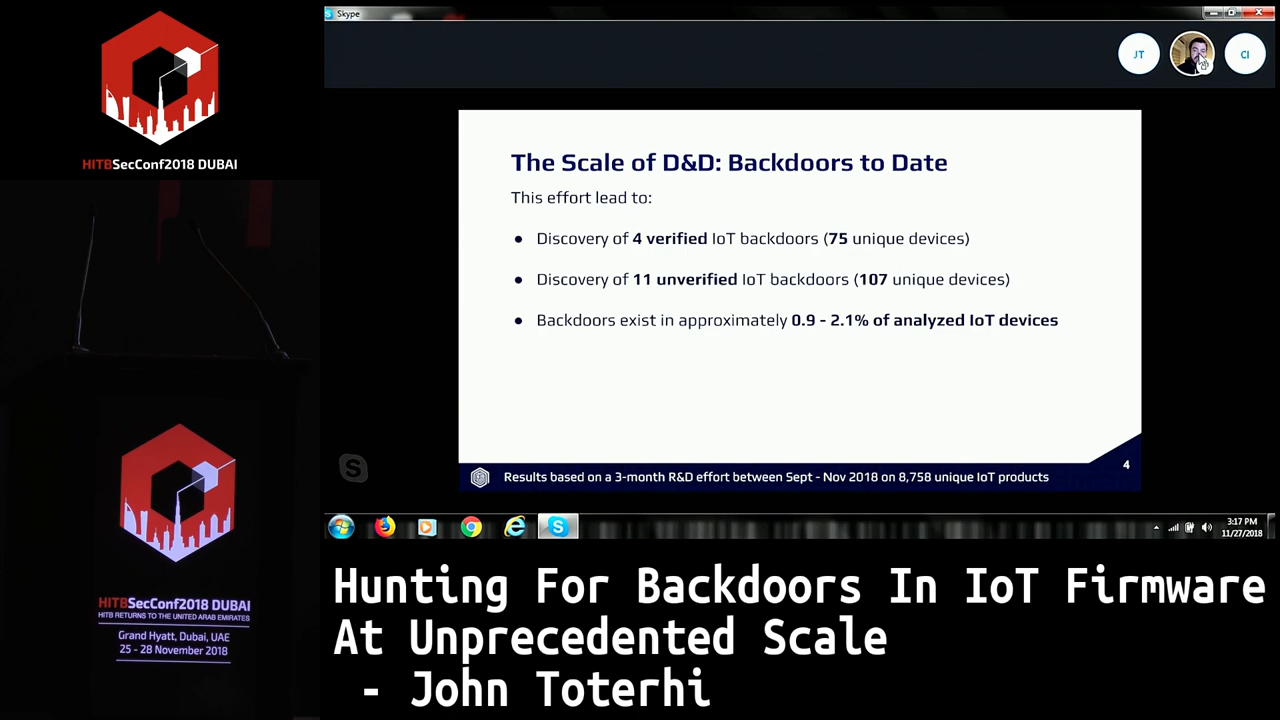 HITBSecConf2018 DUBAI
HITBSecConf2018 DUBAI
HITB RETURNS TO THE UNITED ARAB EMIRATES
Grand Hyatt, Dubai, UAE
25 - 28 November 2018
Skype
JT
CI
The Scale of D&D: Backdoors to Date
This effort lead to:
● Discovery of 4 verified IoT backdoors (75 unique devices)
● Discovery of 11 unverified IoT backdoors (107 unique devices)
● Backdoors exist in approximately 0.9 - 2.1% of analyzed IoT devices
4
Results based on a 3-month R&D effort between Sept - Nov 2018 on 8,758 unique IoT products
3:17 PM
11/27/2018
Hunting For Backdoors In IoT Firmware
At Unprecedented Scale
- John Toterhi